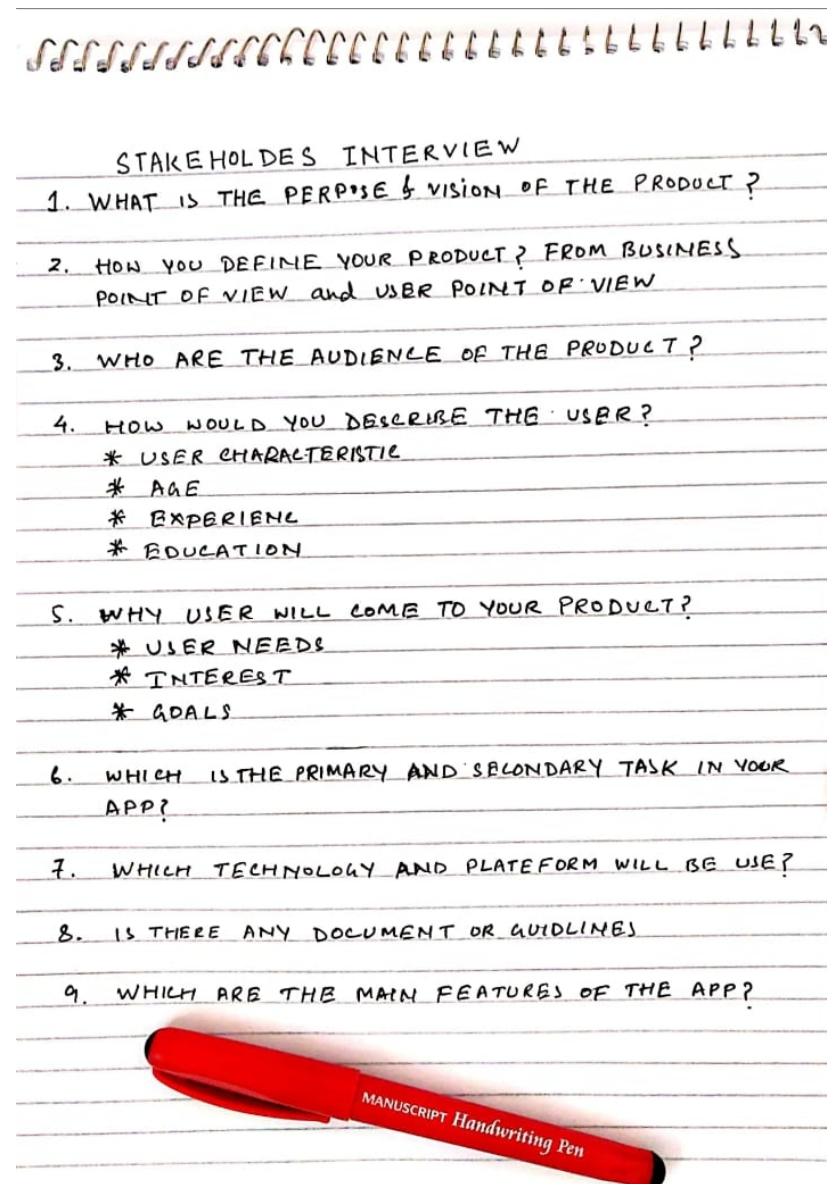 STAKEHOLDES INTERVIEW
1. WHAT IS THE PERPOSE & VISION OF THE PRODUCT?
2. HOW YOU DEFINE YOUR PRODUCT? FROM BUSINESS
POINT OF VIEW and USER POINT OF VIEW
3. WHO ARE THE AUDIENCE OF THE PRODUCT?
4. HOW WOULD YOU DESCRIBE THE USER?
* USER CHARACTERISTIC
* AGE
* EXPERIENC
* EDUCATION
5. WHY USER WILL COME TO YOUR PRODUCT?
* USER NEEDS
* INTEREST
* GOALS
6. WHICH IS THE PRIMARY AND SECONDARY TASK IN YOUR
APP?
7. WHICH TECHNOLOGY AND PLATEFORM WILL BE USE?
8. IS THERE ANY DOCUMENT OR GUIDLINES
9. WHICH ARE THE MAIN FEATURES OF THE APP?
MANUSCRIPT Handwriting Pen